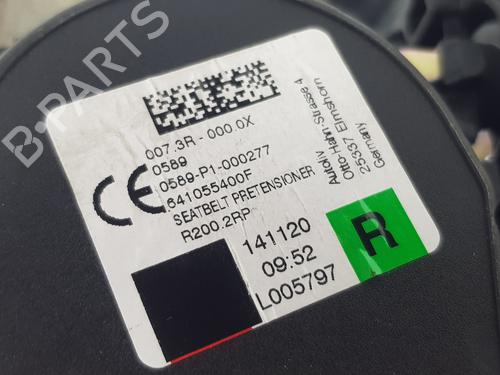 B-PARTS
007.3R - 000.0X
0589
0589-P1-000277
641055400F
SEATBELT PRETENSIONER
R200.2RP
CE
Autoliv
Otto-Hahn-Strasse 4
25337 Elmshorn
Germany
141120
09:52
L005797
R